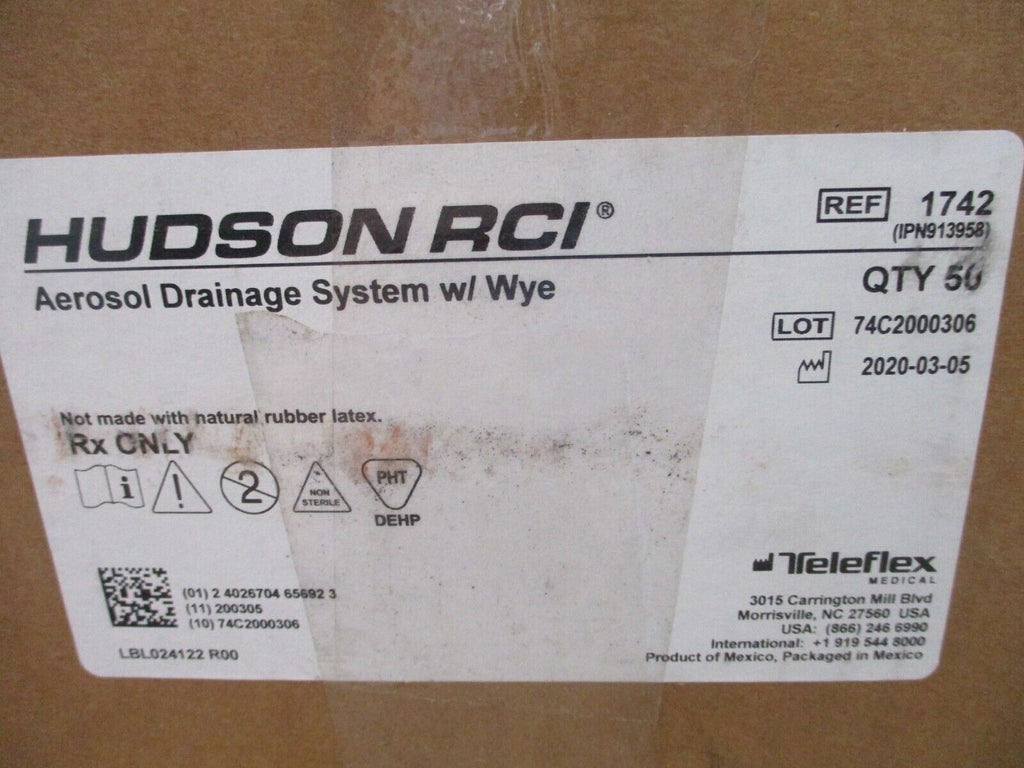 HUDSON RCI®
Aerosol Drainage System w/ Wye
REF 1742
(IPN913958)
QTY 50
LOT 74C2000306
2020-03-05
Not made with natural rubber latex.
Rx ONLY
i ! 2 NON STERILE PHT
DEHP
(01) 2 4026704 65692 3
(11) 200305
(10) 74C2000306
LBL024122 R00
Teleflex
MEDICAL
3015 Carrington Mill Blvd
Morrisville, NC 27560 USA
USA: (866) 246 6990
International: +1 919 544 8000
Product of Mexico, Packaged in Mexico